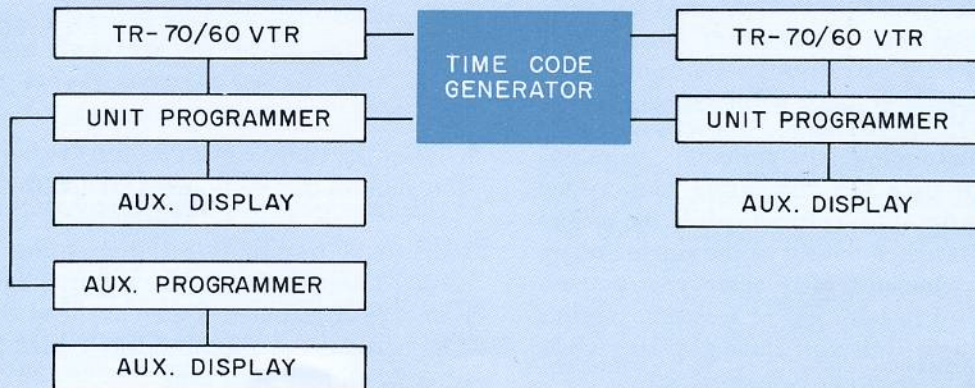 TR-70/60 VTR
UNIT PROGRAMMER
AUX. DISPLAY
AUX. PROGRAMMER
AUX. DISPLAY
TIME CODE
GENERATOR
TR-70/60 VTR
UNIT PROGRAMMER
AUX. DISPLAY